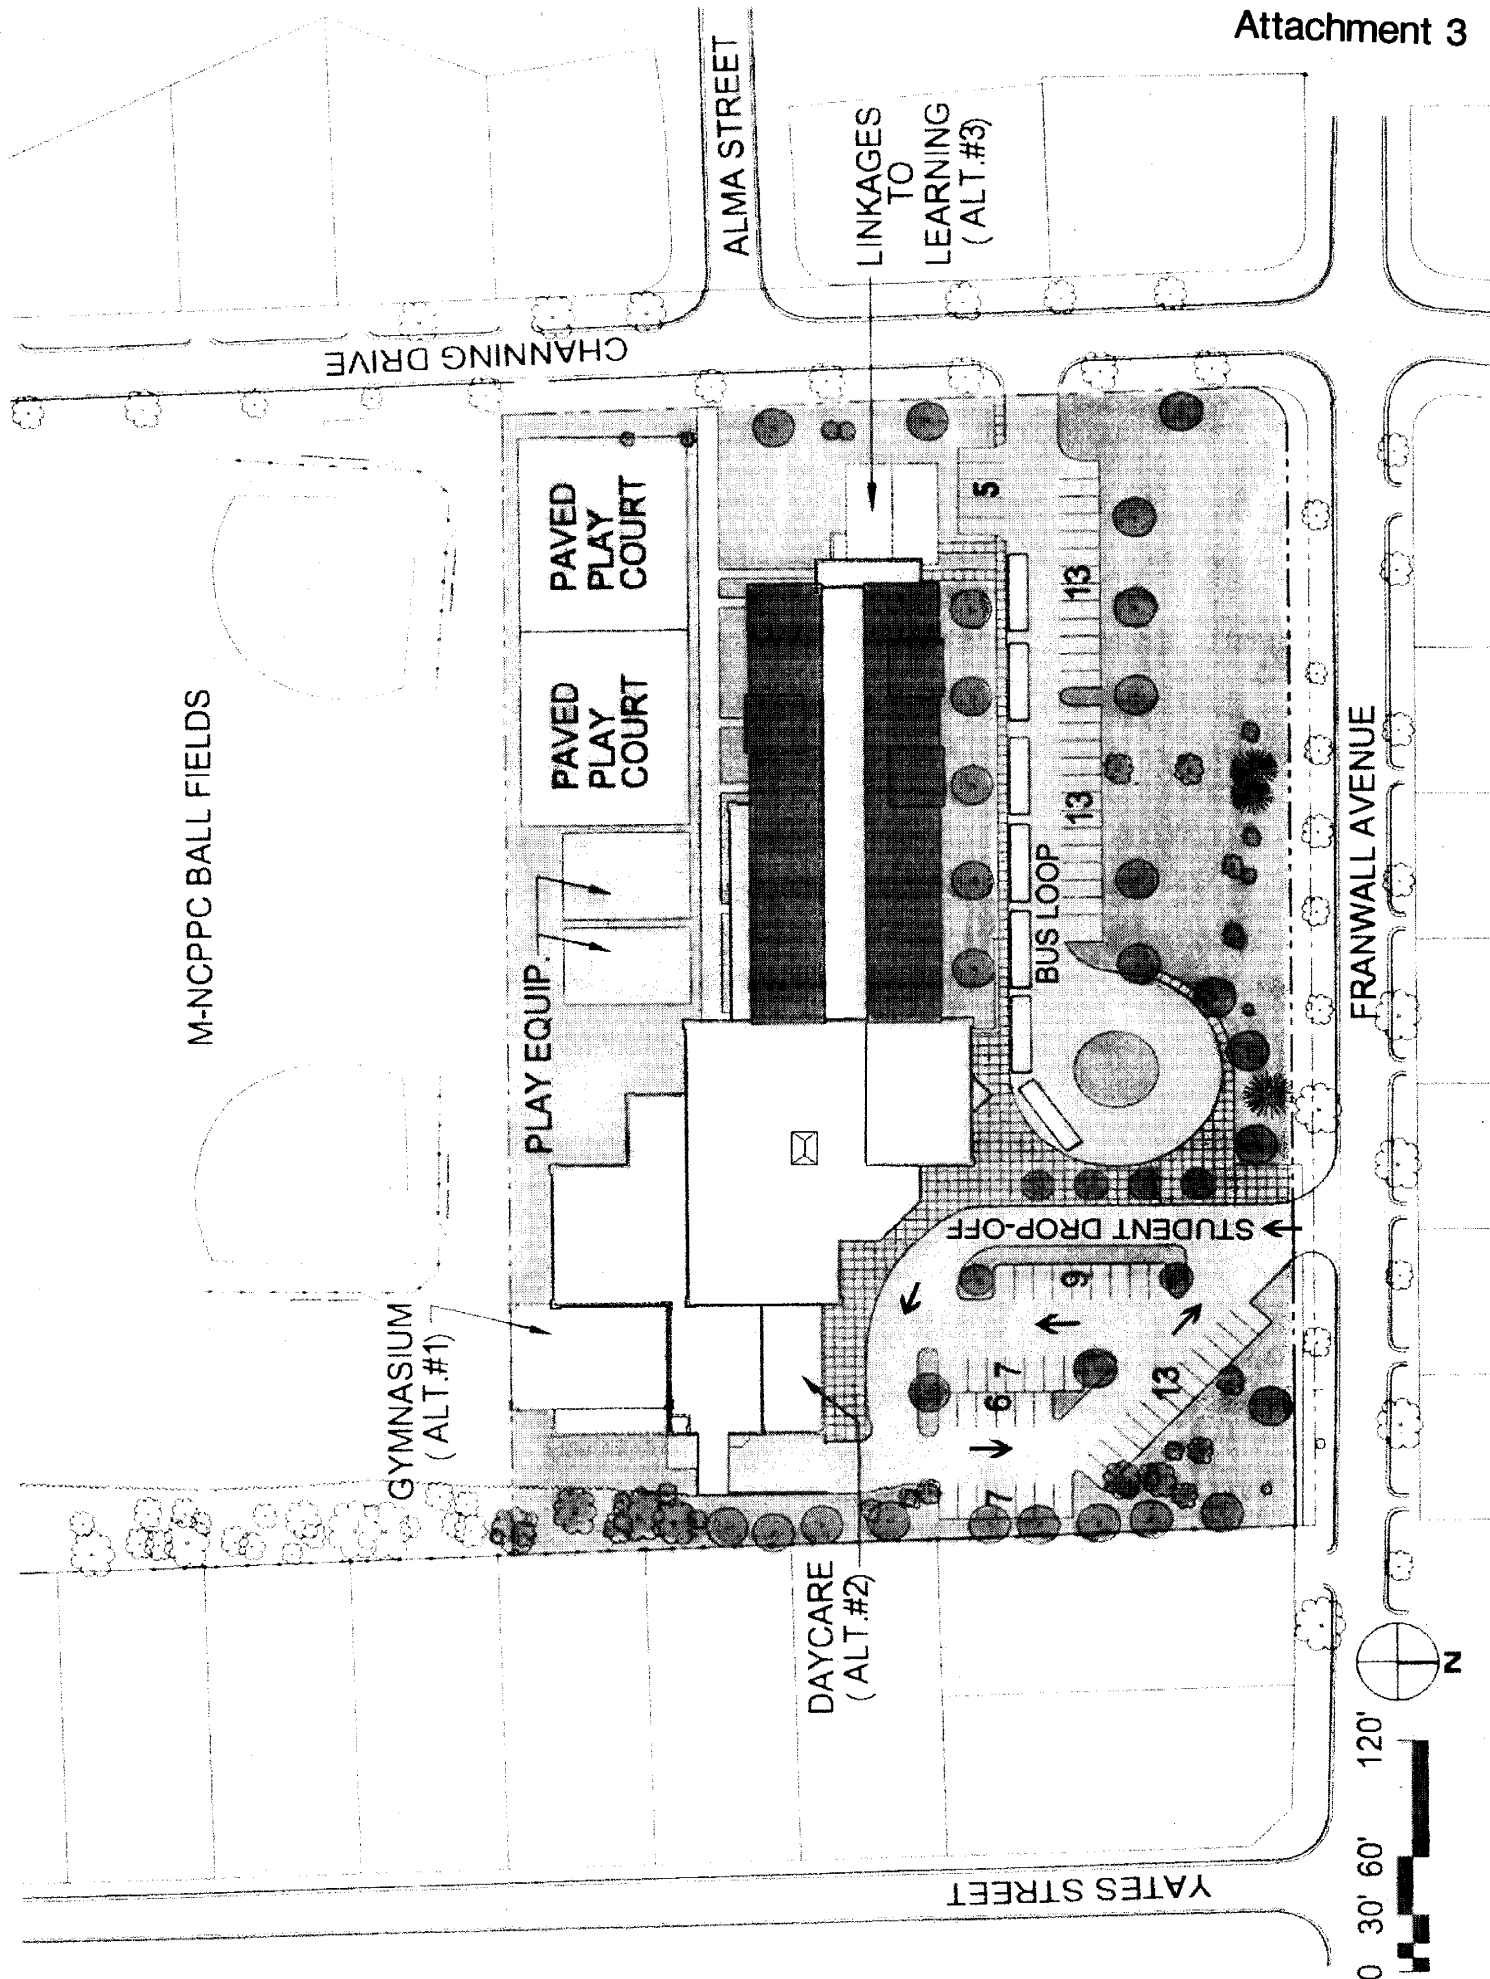 Attachment 3
ALMA STREET
LINKAGES
TO
LEARNING
( ALT.#3)
CHANNING DRIVE
M-NCPPC BALL FIELDS
PAVED
PLAY
COURT
PAVED
PLAY
COURT
PLAY EQUIP.
5
13
13
BUS LOOP
FRANWALL AVENUE
STUDENT DROP-OFF
9
7
6
13
7
GYMNASIUM
( ALT.#1)
DAYCARE
( ALT.#2)
YATES STREET
N
0 30' 60' 120'